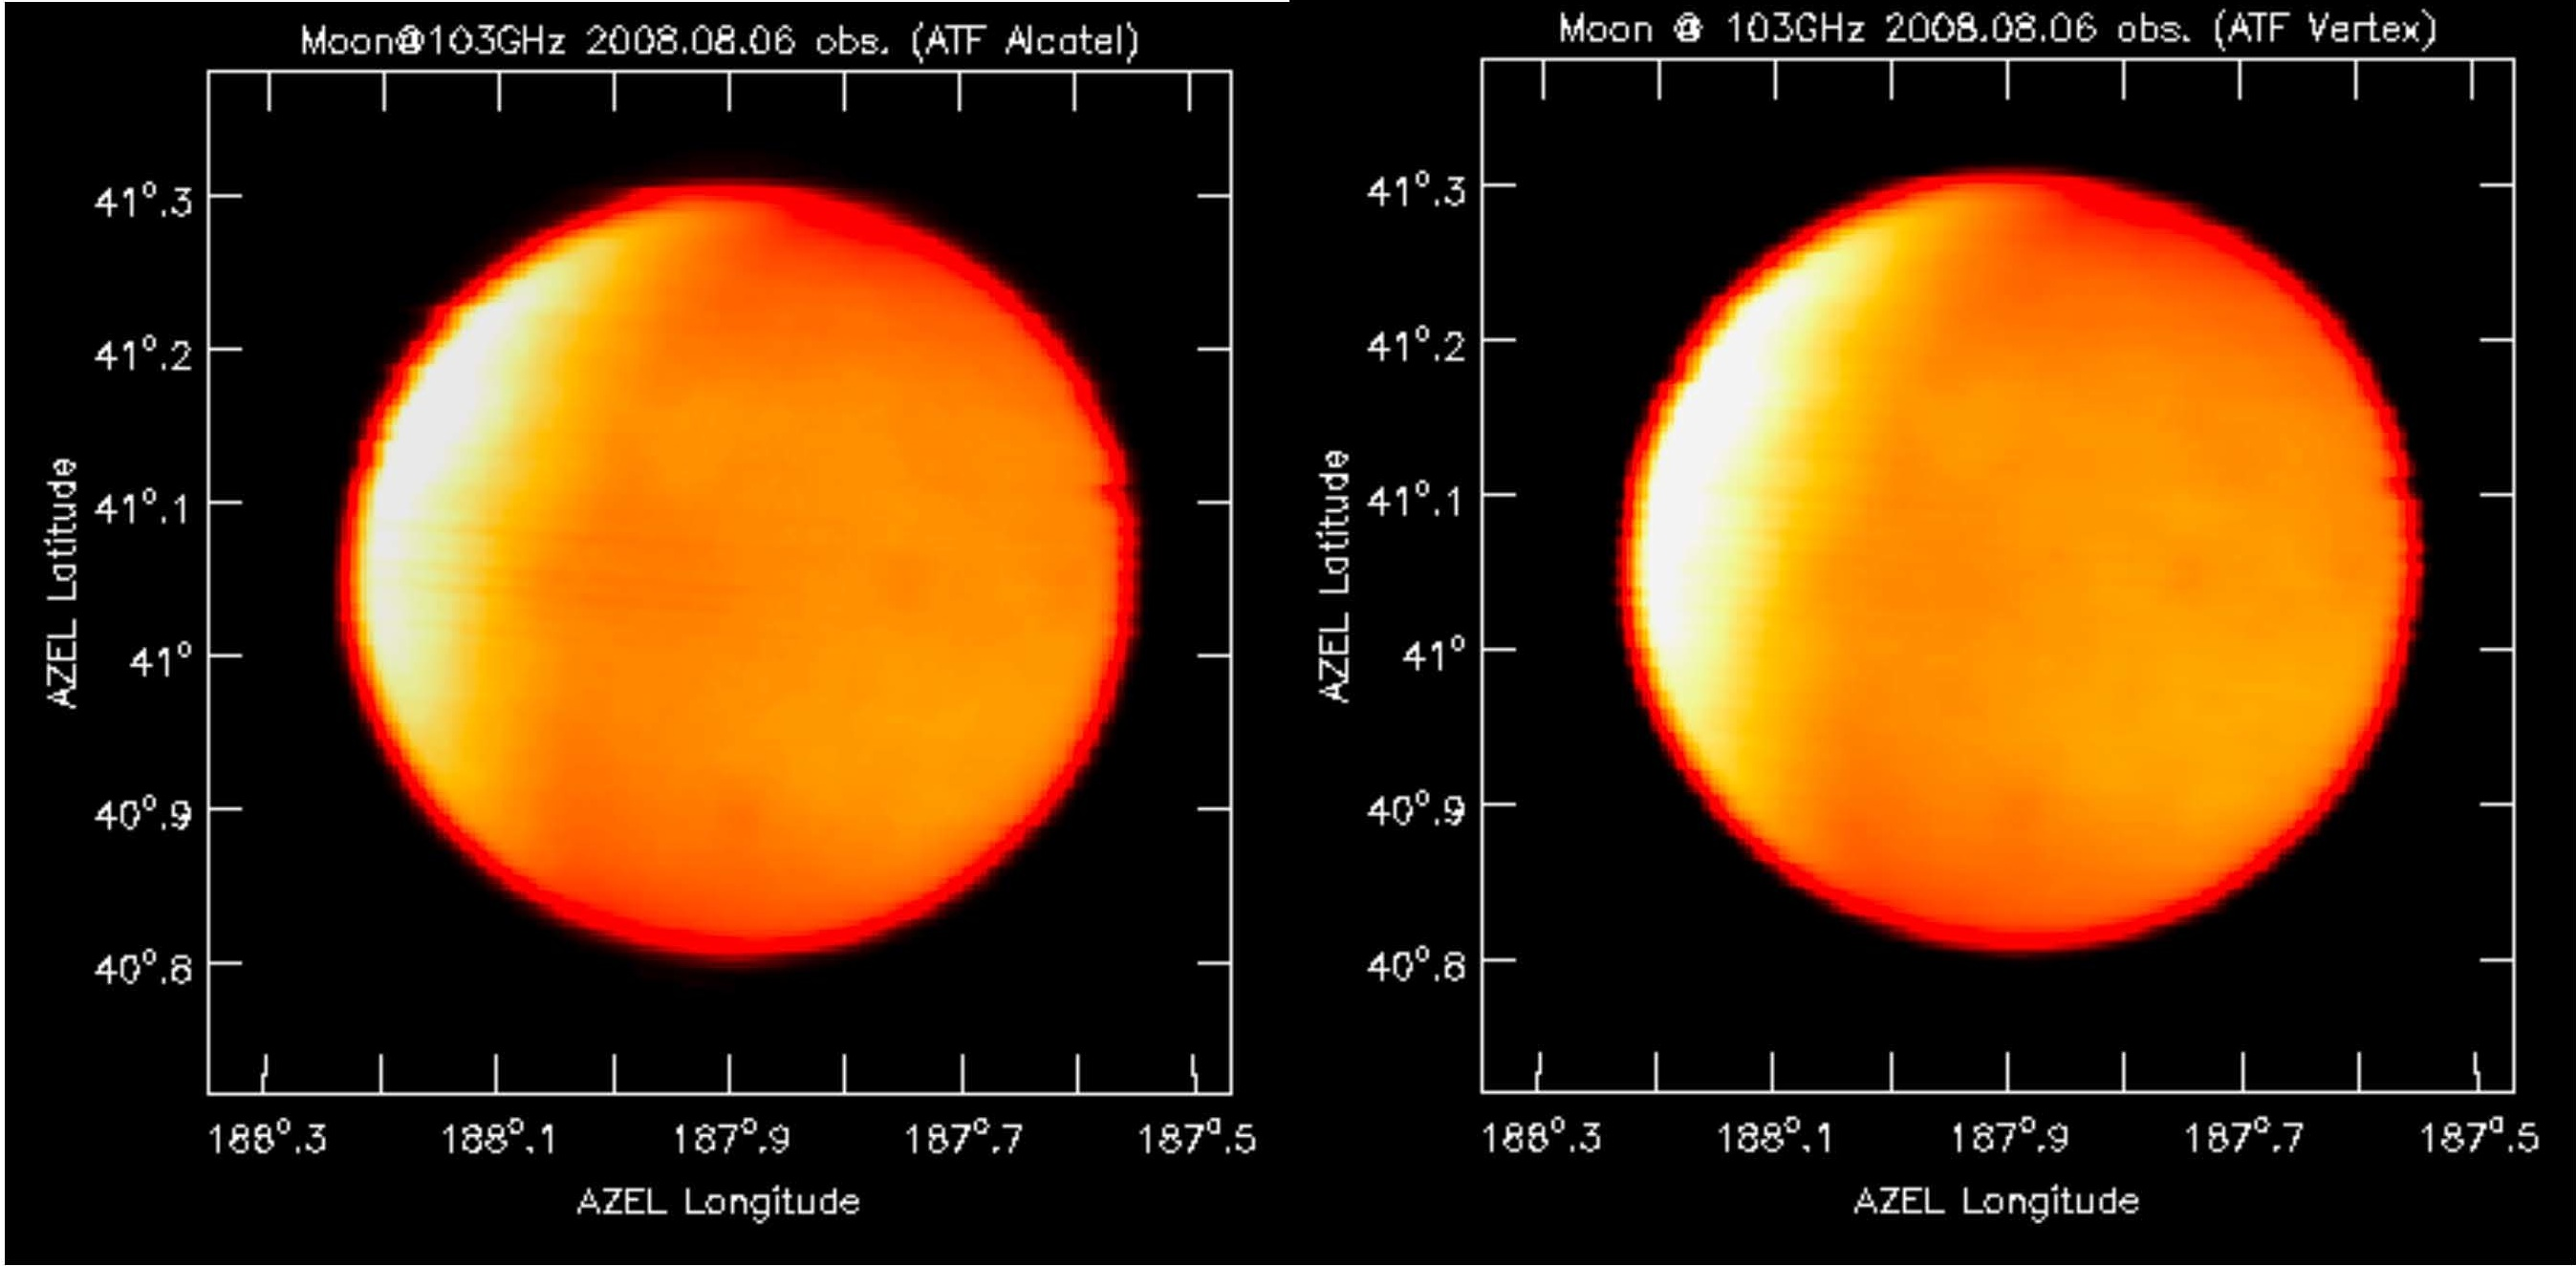 Moon@103GHz 2008.08.06 obs. (ATF Alcatel)
41°.3
41°.2
41°.1
41°
40°.9
40°.8
AZEL Latitude
188°.3 188°.1 187°.9 187°.7 187°.5
AZEL Longitude
Moon @ 103GHz 2008.08.06 obs. (ATF Vertex)
41°.3
41°.2
41°.1
41°
40°.9
40°.8
AZEL Latitude
188°.3 188°.1 187°.9 187°.7 187°.5
AZEL Longitude